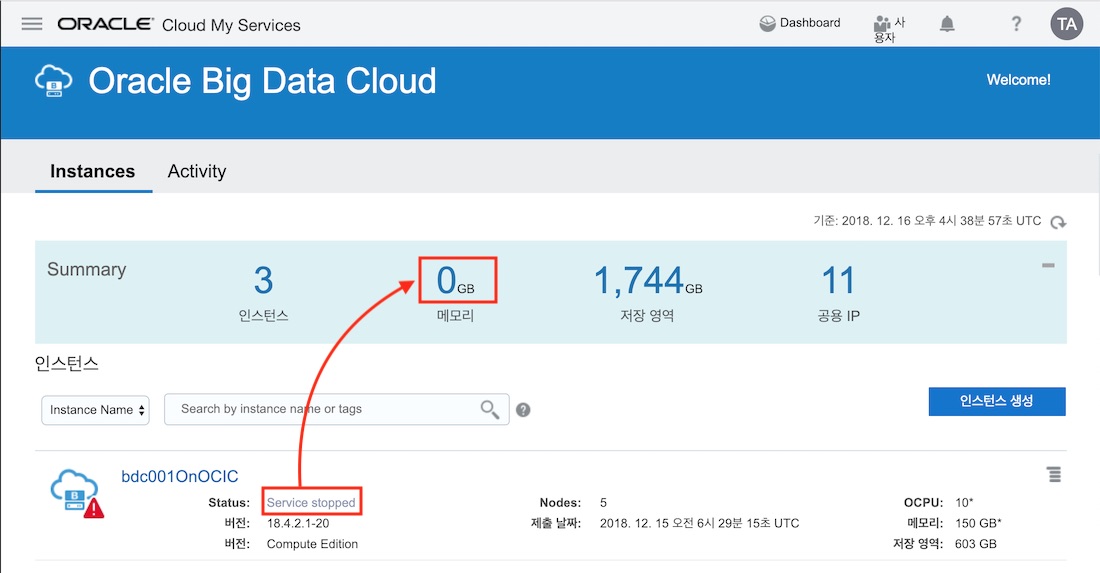 ORACLE Cloud My Services
Dashboard
사
용자
?
TA
Oracle Big Data Cloud
Welcome!
Instances
Activity
기준: 2018. 12. 16 오후 4시 38분 57초 UTC
Summary
3
인스턴스
0GB
메모리
1,744GB
저장 영역
11
공용 IP
인스턴스
Instance Name
Search by instance name or tags
?
인스턴스 생성
B
bdc001OnOCIC
Status: Service stopped
버전: 18.4.2.1-20
버전: Compute Edition
Nodes: 5
제출 날짜: 2018. 12. 15 오전 6시 29분 15초 UTC
OCPU: 10*
메모리: 150 GB*
저장 영역: 603 GB